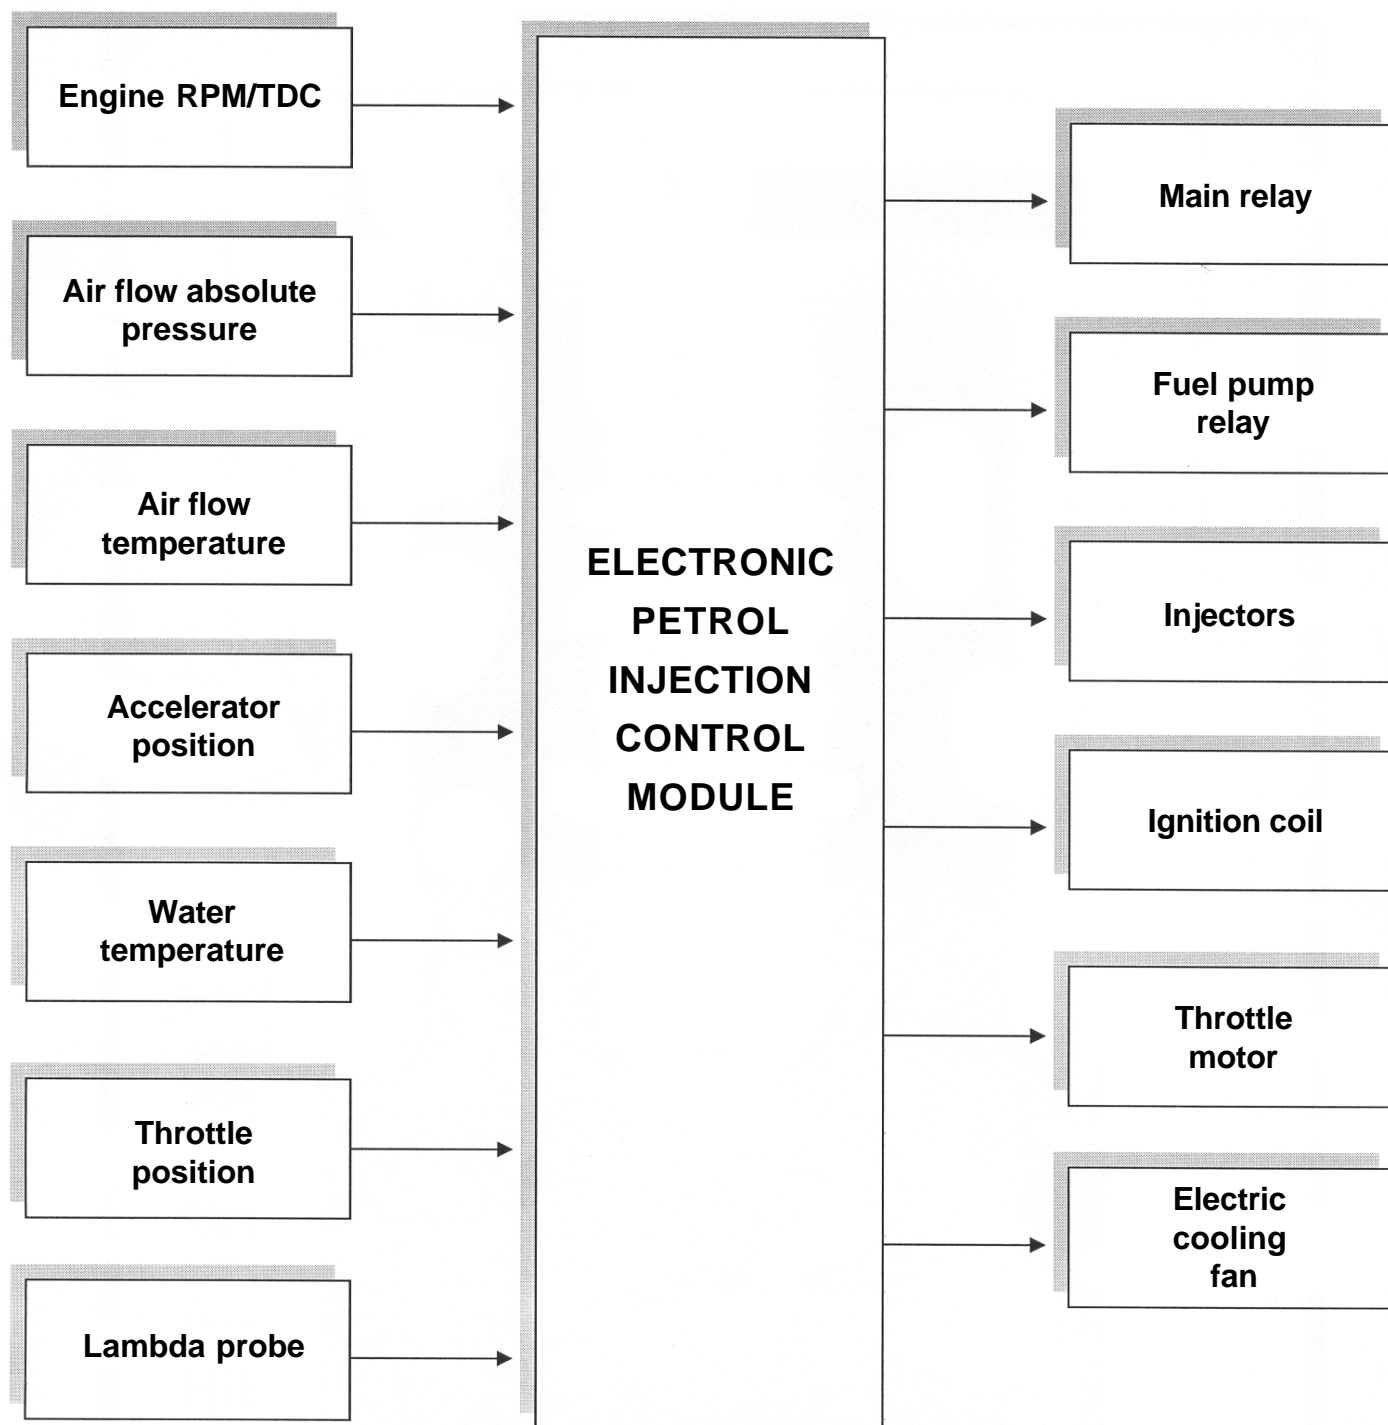 Engine RPM/TDC
Air flow absolute
pressure
Air flow
temperature
Accelerator
position
Water
temperature
Throttle
position
Lambda probe
ELECTRONIC
PETROL
INJECTION
CONTROL
MODULE
Main relay
Fuel pump
relay
Injectors
Ignition coil
Throttle
motor
Electric
cooling
fan